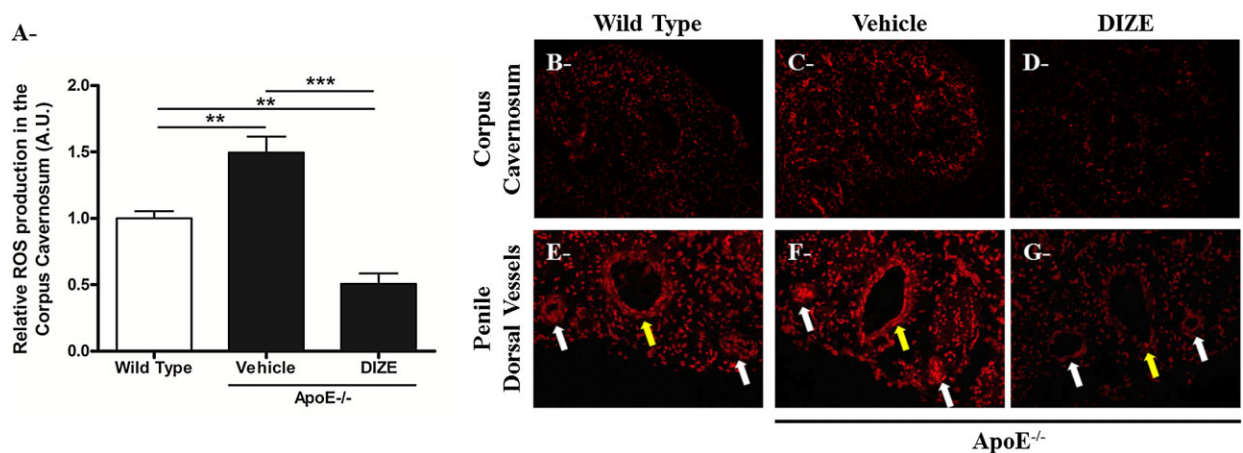 A-
Relative ROS production in the
Corpus Cavernosum (A.U.)
2.0
1.5
1.0
0.5
0.0
***
**
**
Wild Type
Vehicle
DIZE
ApoE-/-
Wild Type
Vehicle
DIZE
Corpus
Cavernosum
B-
C-
D-
Penile
Dorsal Vessels
E-
F-
G-
ApoE-/-